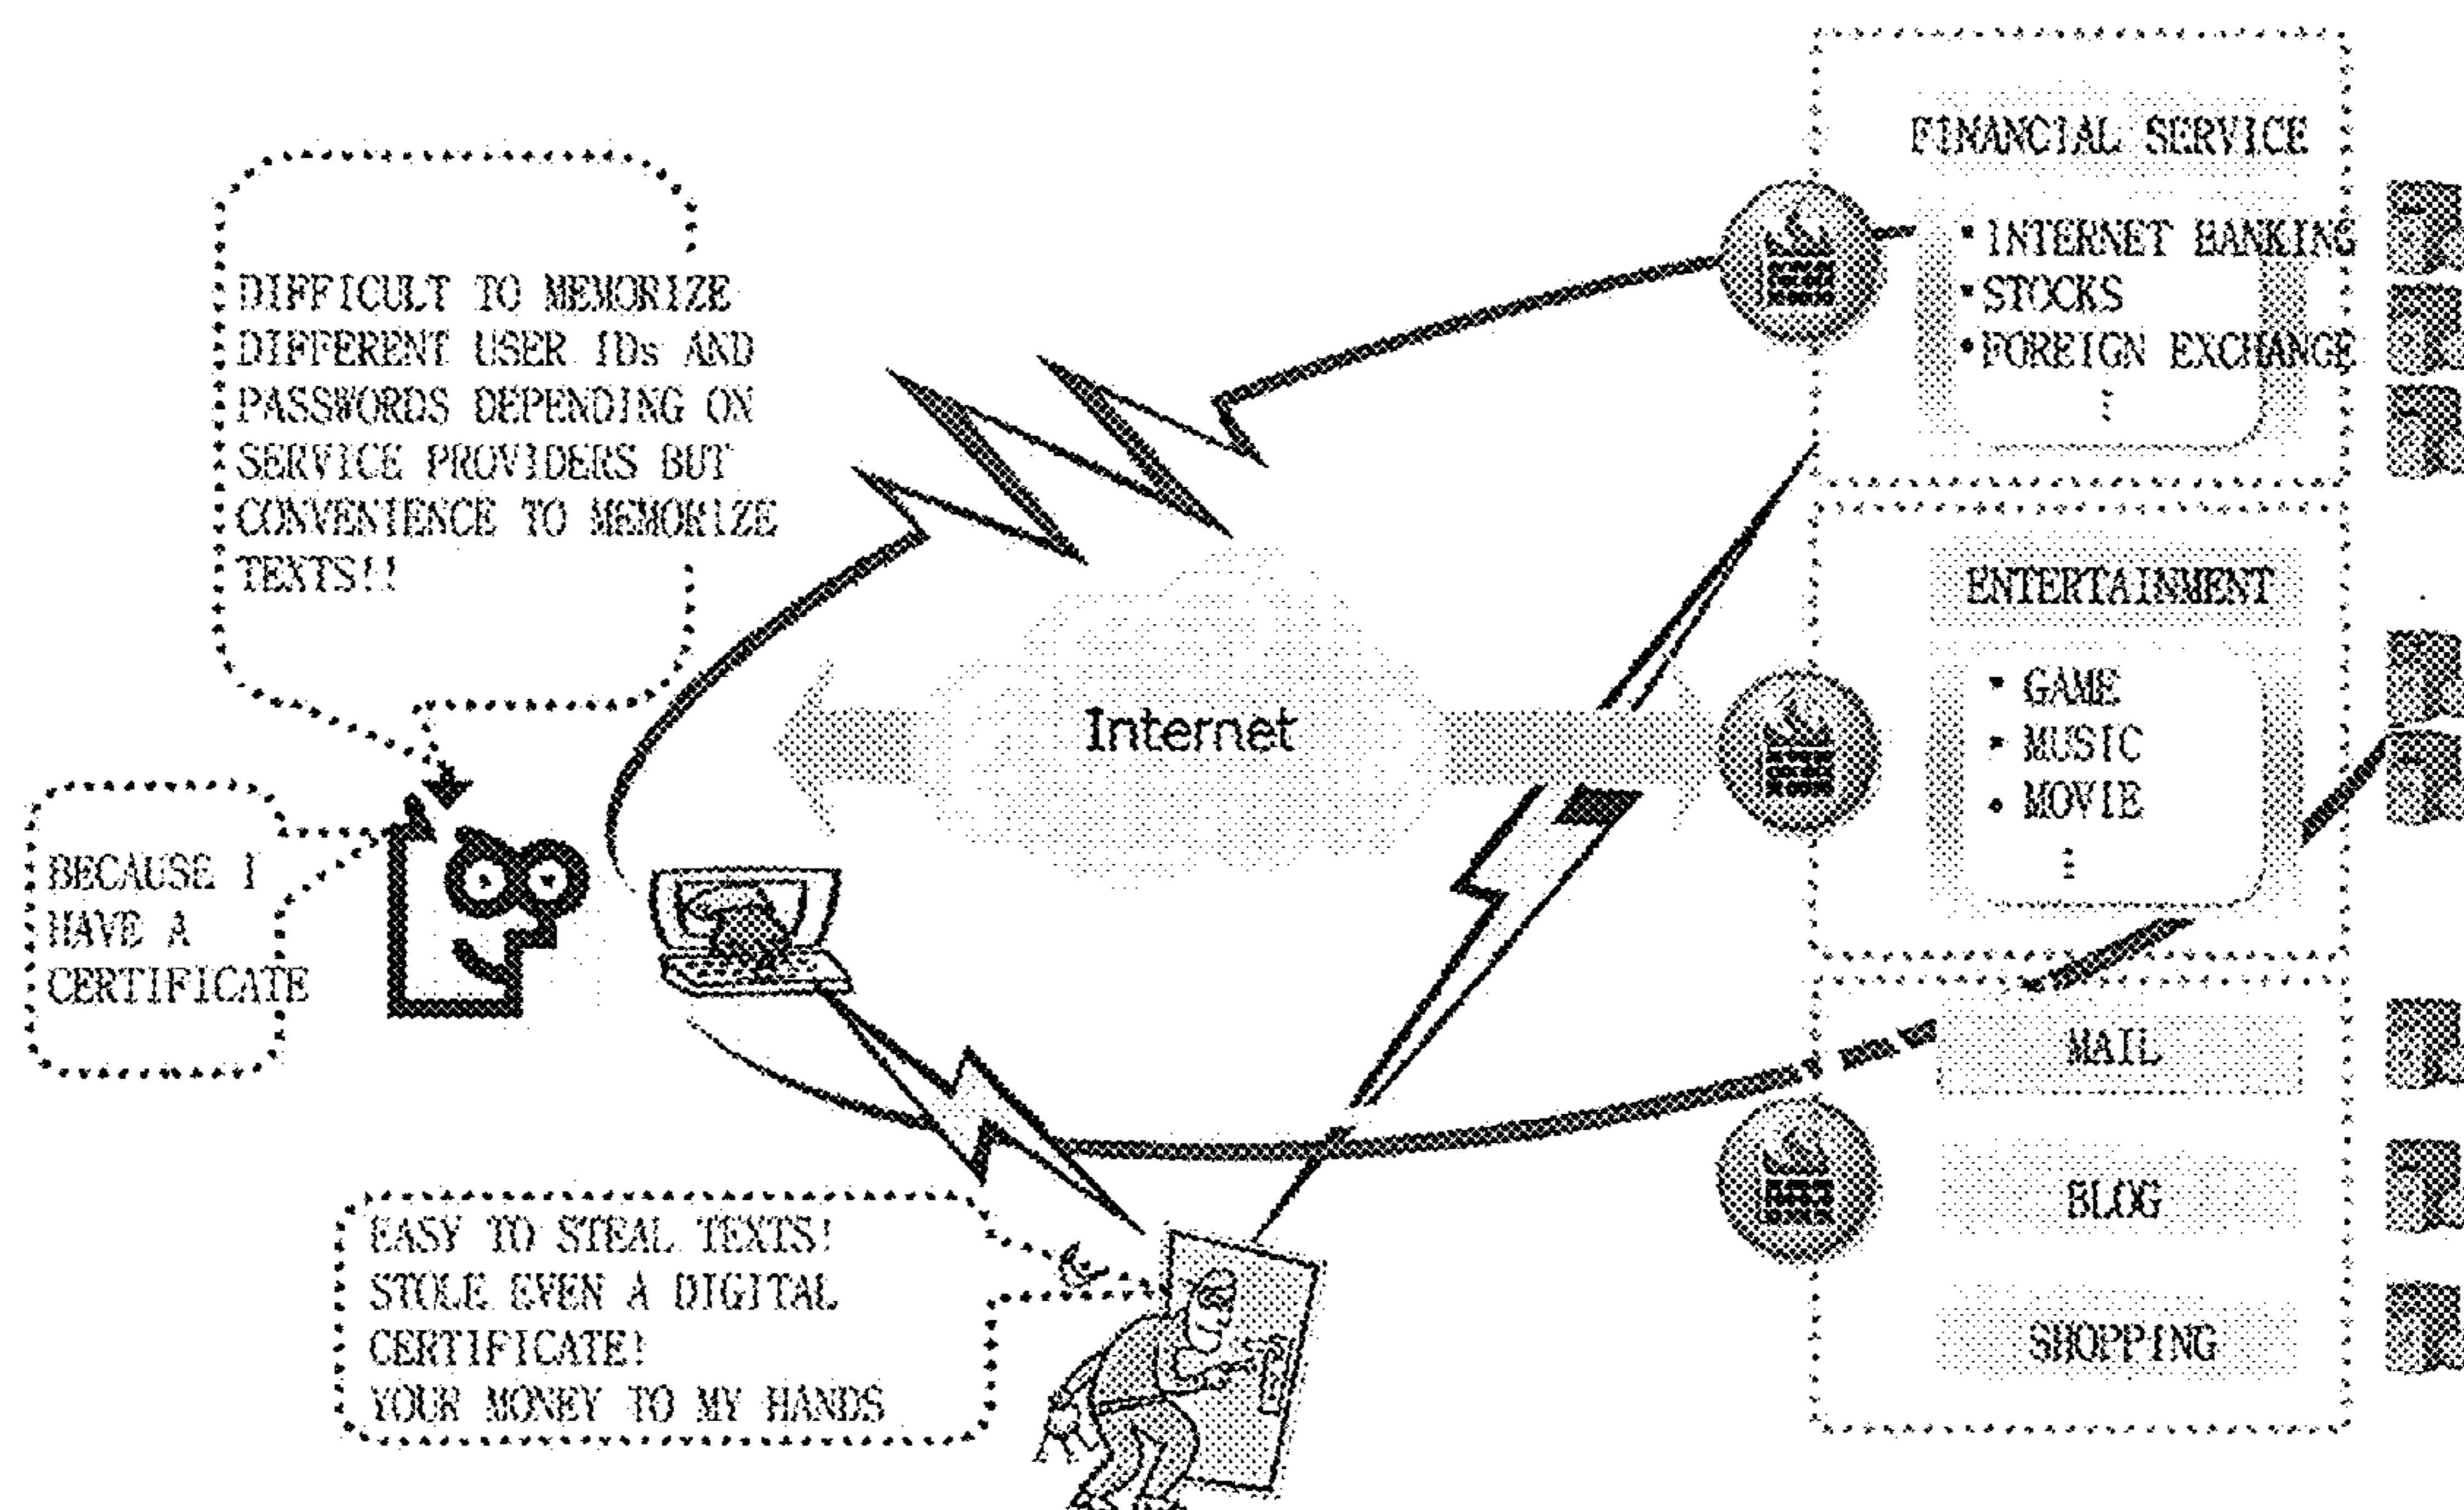 DIFFICULT TO MEMORIZE
DIFFERENT USER IDs AND
PASSWORDS DEPENDING ON
SERVICE PROVIDERS BUT
CONVENIENCE TO MEMORIZE
TEXTS!!
BECAUSE I
HAVE A
CERTIFICATE
Internet
EASY TO STEAL TEXTS!
STOLE EVEN A DIGITAL
CERTIFICATE!
YOUR MONEY TO MY HANDS
FINANCIAL SERVICE
• INTERNET BANKING
• STOCKS
• FOREIGN EXCHANGE
⋮
ENTERTAINMENT
• GAME
• MUSIC
• MOVIE
⋮
MAIL
BLOG
SHOPPING